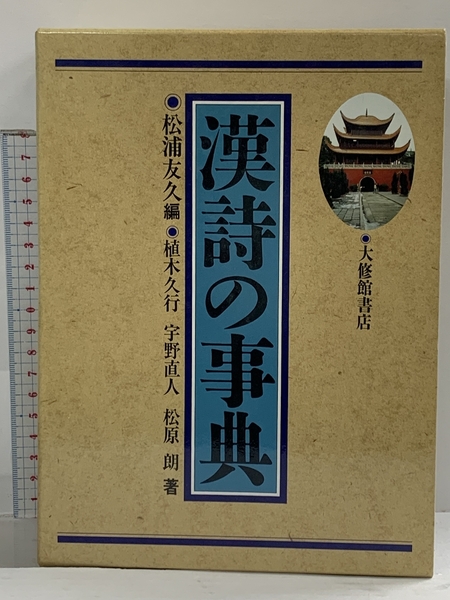 ●大修館書店
漢詩の事典
●松浦友久編●植木久行 宇野直人 松原 朗 著